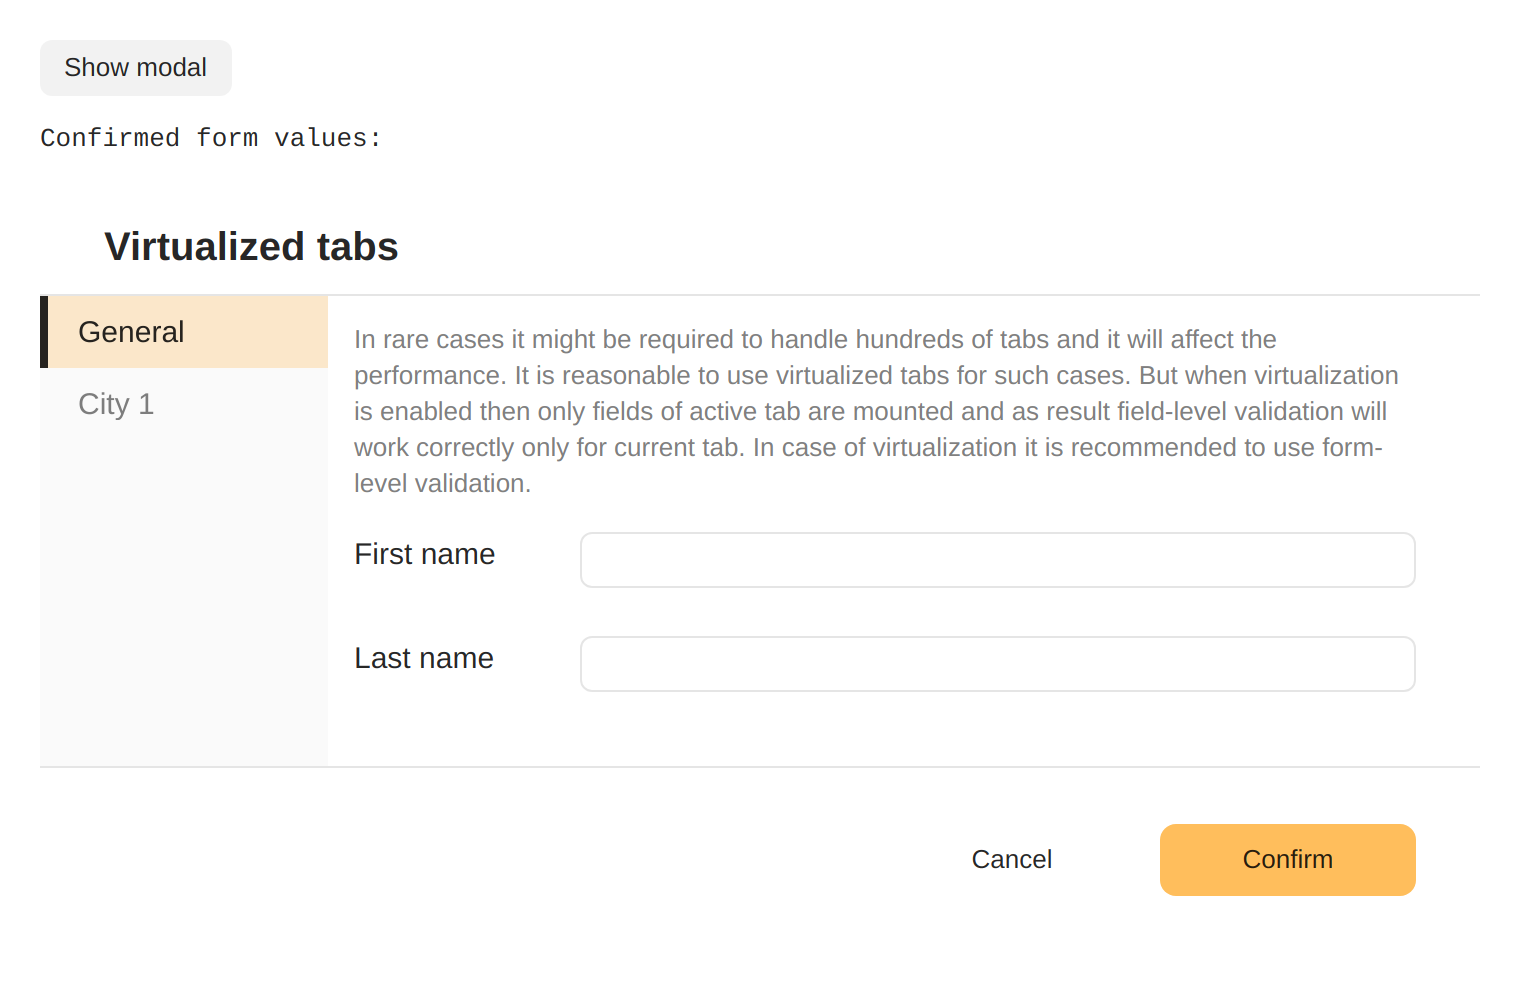 Show modal
Confirmed form values:
Virtualized tabs
General
City 1
In rare cases it might be required to handle hundreds of tabs and it will affect the
performance. It is reasonable to use virtualized tabs for such cases. But when virtualization
is enabled then only fields of active tab are mounted and as result field-level validation will
work correctly only for current tab. In case of virtualization it is recommended to use form-
level validation.
First name
Last name
Cancel
Confirm